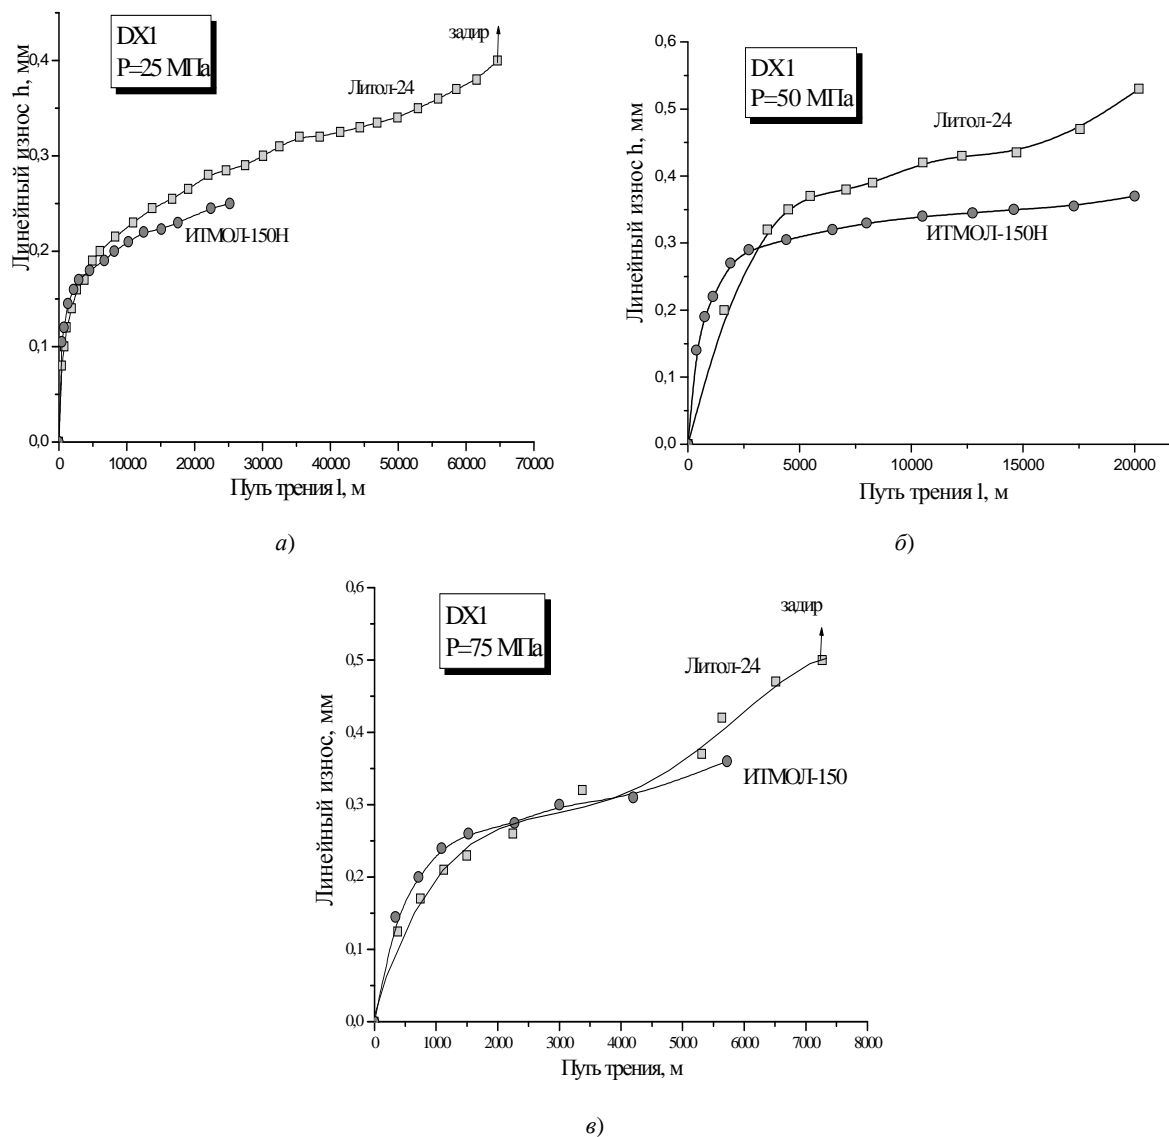 DX1
P=25 МПа
задир
Литол-24
ИТМОЛ-150Н
Линейный износ h, мм
0,4
0,3
0,2
0,1
0,0
0 10000 20000 30000 40000 50000 60000 70000
Путь трения l, м
а)
DX1
P=50 МПа
Литол-24
ИТМОЛ-150Н
Линейный износ h, мм
0,6
0,5
0,4
0,3
0,2
0,1
0,0
0 5000 10000 15000 20000
Путь трения l, м
б)
DX1
P=75 МПа
задир
Литол-24
ИТМОЛ-150
Линейный износ, мм
0,6
0,5
0,4
0,3
0,2
0,1
0,0
0 1000 2000 3000 4000 5000 6000 7000 8000
Путь трения, м
в)